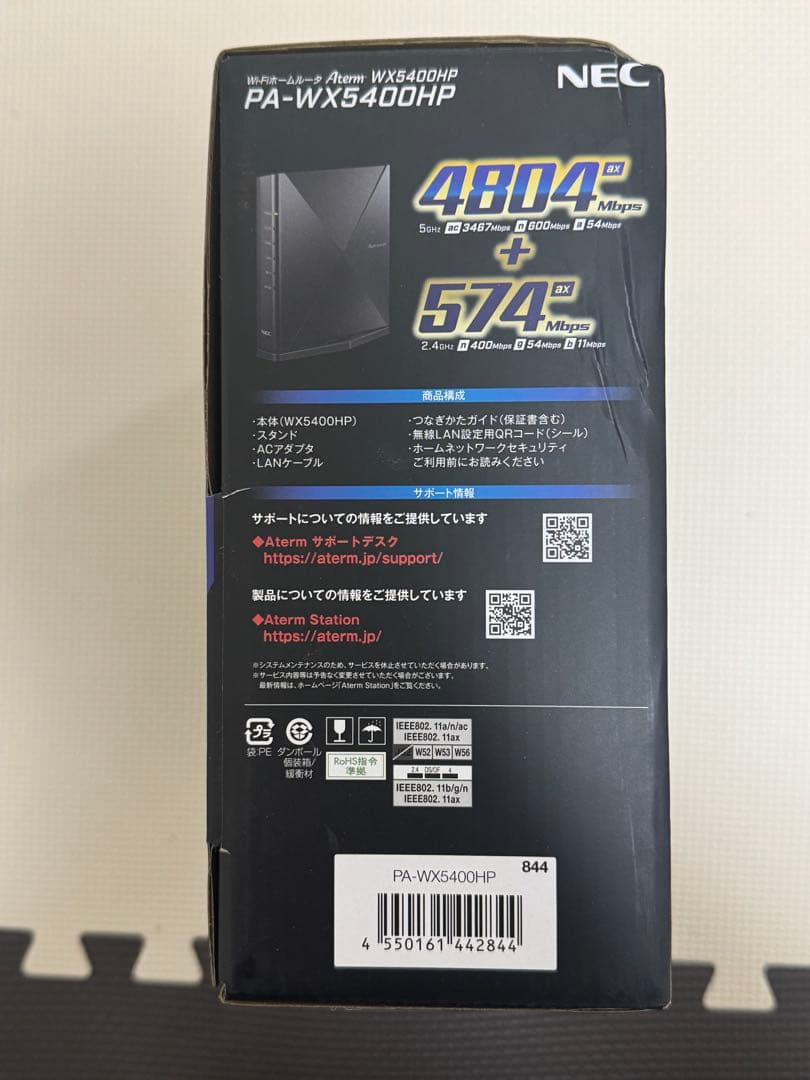 Wi-Fiホームルータ Aterm WX5400HP
PA-WX5400HP
NEC
4804 ax Mbps
5GHz ac 3467Mbps n 600Mbps a 54Mbps
+
574 ax Mbps
2.4GHz n 400Mbps g 54Mbps b 11Mbps
NEC
商品構成
・本体(WX5400HP)
・スタンド
・ACアダプタ
・LANケーブル
・つなぎかたガイド(保証書含む)
・無線LAN設定用QRコード(シール)
・ホームネットワークセキュリティ
ご利用前にお読みください
サポート情報
サポートについての情報をご提供しています
◆Aterm サポートデスク
https://aterm.jp/support/
製品についての情報をご提供しています
◆Aterm Station
https://aterm.jp/
※システムメンテナンスのため、サービスを休止させていただく場合があります。
※サービス内容等は予告なく変更させていただく場合がございます。
最新情報は、ホームページ「Aterm Station」をご覧ください。
プラ
袋:PE
ダンボール
個装箱/
緩衝材
RoHS指令
準拠
IEEE802.11a/n/ac
IEEE802.11ax
W52 W53 W56
2.4 DS/OF 4
IEEE802.11b/g/n
IEEE802.11ax
844
PA-WX5400HP
4 550161 442844